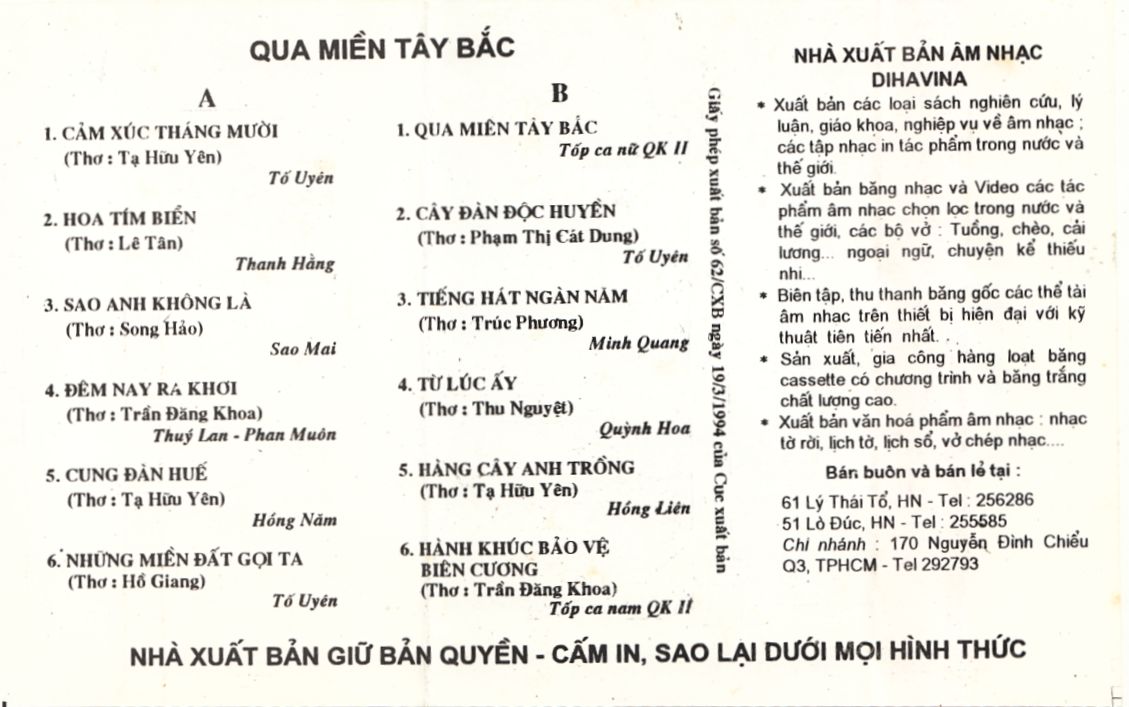 QUA MIỀN TÂY BẮC
A
1. CẢM XÚC THÁNG MƯỜI
(Thơ : Tạ Hữu Yên)
Tố Uyên
2. HOA TÍM BIỂN
(Thơ : Lê Tân)
Thanh Hằng
3. SAO ANH KHÔNG LÀ
(Thơ : Song Hảo)
Sao Mai
4. ĐÊM NAY RA KHƠI
(Thơ : Trần Đăng Khoa)
Thuý Lan - Phan Muôn
5. CUNG ĐÀN HUẾ
(Thơ : Tạ Hữu Yên)
Hồng Năm
6. NHỮNG MIỀN ĐẤT GỌI TA
(Thơ : Hồ Giang)
Tố Uyên
B
1. QUA MIỀN TÂY BẮC
Tốp ca nữ QK II
2. CÂY ĐÀN ĐỘC HUYỀN
(Thơ : Phạm Thị Cát Dung)
Tố Uyên
3. TIẾNG HÁT NGÀN NĂM
(Thơ : Trúc Phương)
Minh Quang
4. TỪ LÚC ẤY
(Thơ : Thu Nguyệt)
Quỳnh Hoa
5. HÀNG CÂY ANH TRỒNG
(Thơ : Tạ Hữu Yên)
Hồng Liên
6. HÀNH KHÚC BẢO VỆ
BIÊN CƯƠNG
(Thơ : Trần Đăng Khoa)
Tốp ca nam QK II
Giấy phép xuất bản số 62/CXB ngày 19/3/1994 của Cục xuất bản
NHÀ XUẤT BẢN ÂM NHẠC
DIHAVINA
* Xuất bản các loại sách nghiên cứu, lý
luận, giáo khoa, nghiệp vụ về âm nhạc ;
các tập nhạc in tác phẩm trong nước và
thế giới.
* Xuất bản băng nhạc và Video các tác
phẩm âm nhac chon lọc trong nước và
thế giới, các bộ vở : Tuồng, chèo, cải
lương... ngoại ngữ, chuyện kể thiếu
nhi...
* Biên tập, thu thanh băng gốc các thể tài
âm nhac trên thiết bị hiện đại với kỹ
thuật tiên tiến nhất. . .
* Sản xuất, gia công hàng loạt băng
cassette có chương trình và băng trắng
chất lượng cao.
* Xuất bản văn hoá phẩm âm nhạc : nhạc
tờ rời, lịch tờ, lịch sổ, vở chép nhạc....
Bán buôn và bán lẻ tại :
61 Lý Thái Tổ, HN - Tel : 256286
51 Lò Đúc, HN - Tel : 255585
Chi nhánh : 170 Nguyễn Đình Chiểu
Q3, TPHCM - Tel 292793
NHÀ XUẤT BẢN GIỮ BẢN QUYỀN - CẤM IN, SAO LẠI DƯỚI MỌI HÌNH THỨC